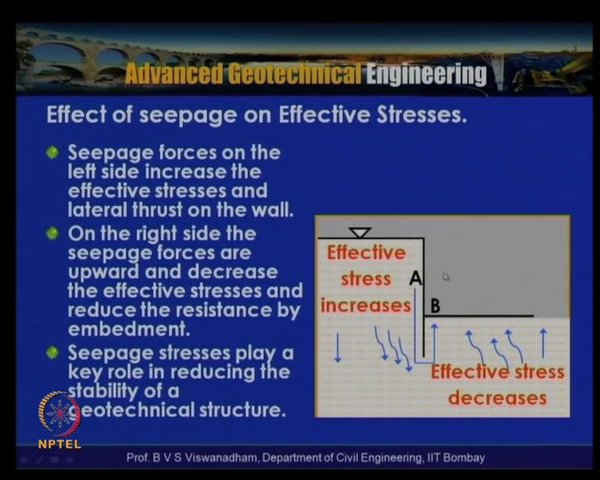 Advanced Geotechnical Engineering
Effect of seepage on Effective Stresses.
Seepage forces on the
left side increase the
effective stresses and
lateral thrust on the wall.
On the right side the
seepage forces are
upward and decrease
the effective stresses and
reduce the resistance by
embedment.
Seepage stresses play a
key role in reducing the
stability of a
geotechnical structure.
Effective
stress
increases
A
B
Effective stress
decreases
NPTEL
Prof. B V S Viswanadham, Department of Civil Engineering, IIT Bombay